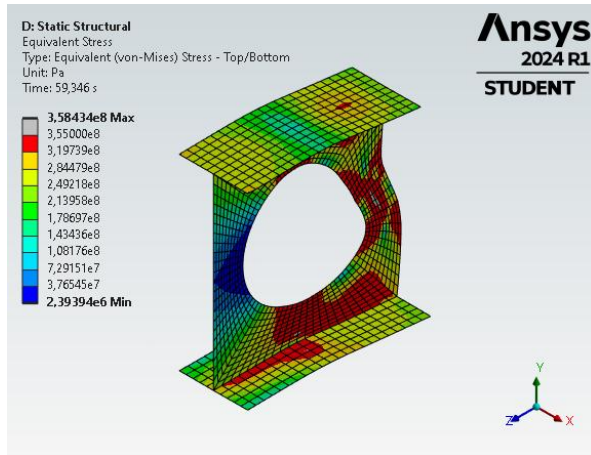 D: Static Structural
Equivalent Stress
Type: Equivalent (von-Mises) Stress - Top/Bottom
Unit: Pa
Time: 59,346 s
3,58434e8 Max
3,55000e8
3,19739e8
2,84479e8
2,49218e8
2,13958e8
1,78697e8
1,43436e8
1,08176e8
7,29151e7
3,76545e7
2,39394e6 Min
Ansys
2024 R1
STUDENT
Y
Z
X